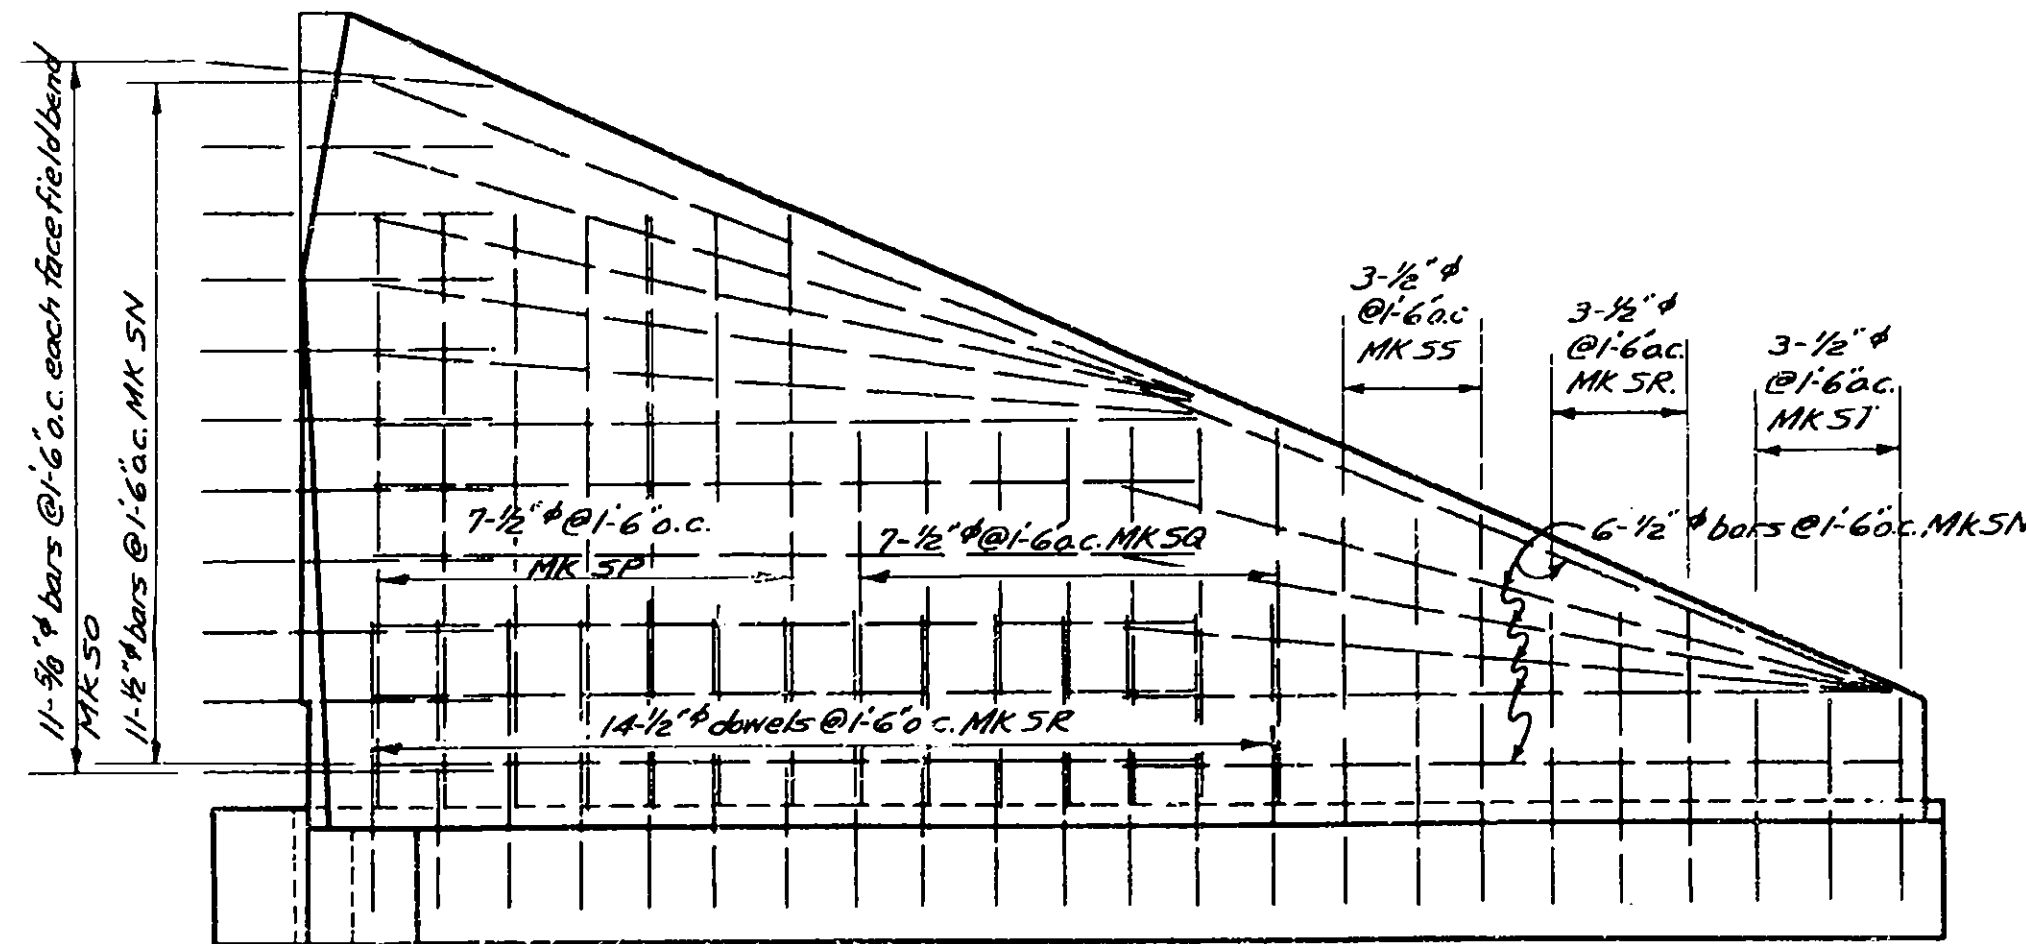 11-5/8"φ bars @1'-6"o.c. each face field bend
MK 5O
11-1/2"φ bars @1'-6"o.c. MK 5N
3-1/2"φ
@1'-6"o.c
MK 5S
3-1/2"φ
@1'-6"o.c.
MK 5R.
3-1/2"φ
@1'-6"o.c.
MK 5T
7-1/2"φ@1'-6"o.c.
MK 5P
7-1/2"φ@1'-6"o.c. MK 5Q
6-1/2"φ bars @1'-6"o.c. MK 5N
14-1/2"φ dowels @1'-6"o.c. MK 5R